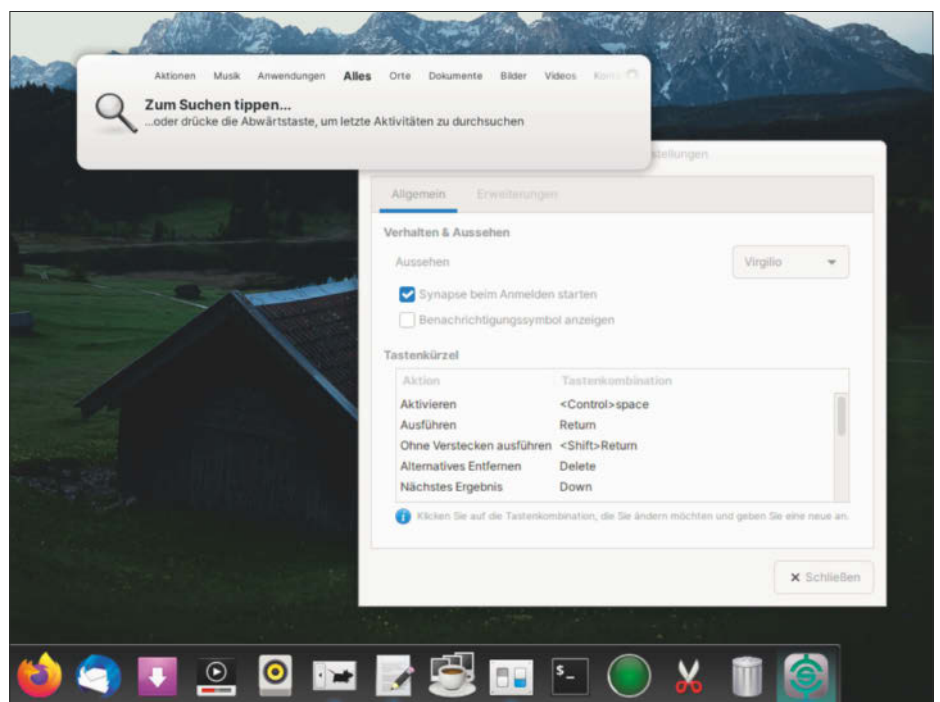 Aktionen Musik Anwendungen Alles Orte Dokumente Bilder Videos
Zum Suchen tippen...
...oder drücke die Abwärtstaste, um letzte Aktivitäten zu durchsuchen
stellungen
Allgemein Erweiterungen
Verhalten & Aussehen
Aussehen Virgilio
Synapse beim Anmelden starten
Benachrichtigungssymbol anzeigen
Tastenkürzel
Aktion Tastenkombination
Aktivieren <Control>space
Ausführen Return
Ohne Verstecken ausführen <Shift>Return
Alternatives Entfernen Delete
Nächstes Ergebnis Down
Klicken Sie auf die Tastenkombination, die Sie ändern möchten und geben Sie eine neue an.
Schließen
$_